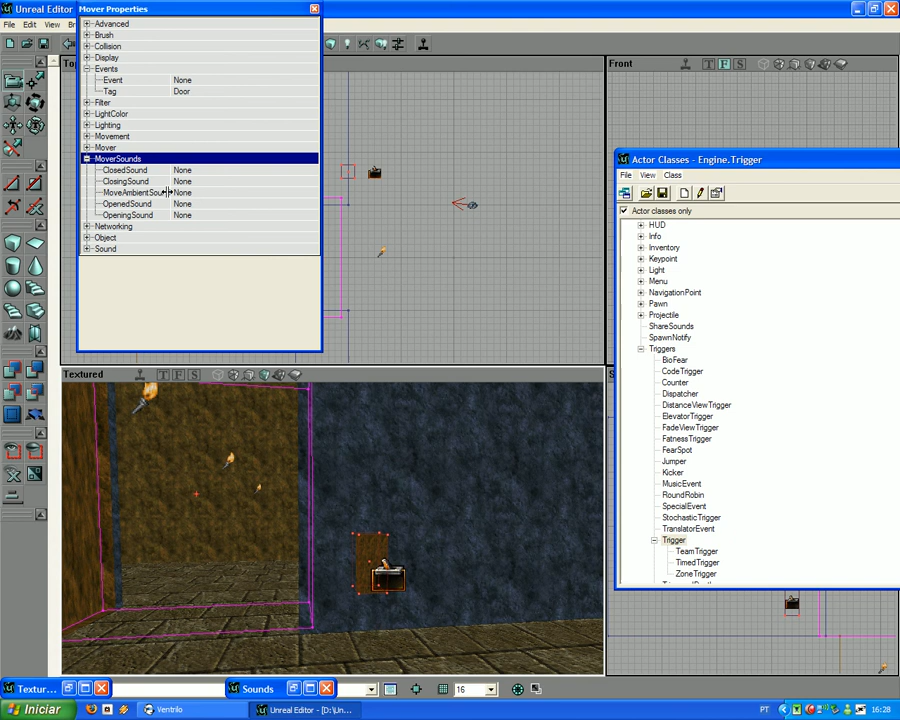 Unreal Editor
Mover Properties
File Edit View
Advanced
Brush
Collision
Display
Events
Event None
Tag Door
Filter
LightColor
Lighting
Movement
Mover
MoverSounds
ClosedSound None
ClosingSound None
None
OpenedSound None
OpeningSound None
Networking
Object
Sound
Front
T F S
Actor Classes - Engine.Trigger
File View Class
Actor classes only
HUD
Info
Inventory
Keypoint
Light
Menu
NavigationPoint
Pawn
Projectile
ShareSounds
SpawnNotify
Triggers
BioFear
CodeTrigger
Counter
Dispatcher
DistanceViewTrigger
ElevatorTrigger
FadeViewTrigger
FatnessTrigger
FearSpot
Jumper
Kicker
MusicEvent
RoundRobin
SpecialEvent
StochasticTrigger
TranslatorEvent
Trigger
TeamTrigger
TimedTrigger
ZoneTrigger
Textured
T F S
Textur...
Sounds
16
Iniciar
Ventrilo
Unreal Editor - [D:\Un...
PT
16:28